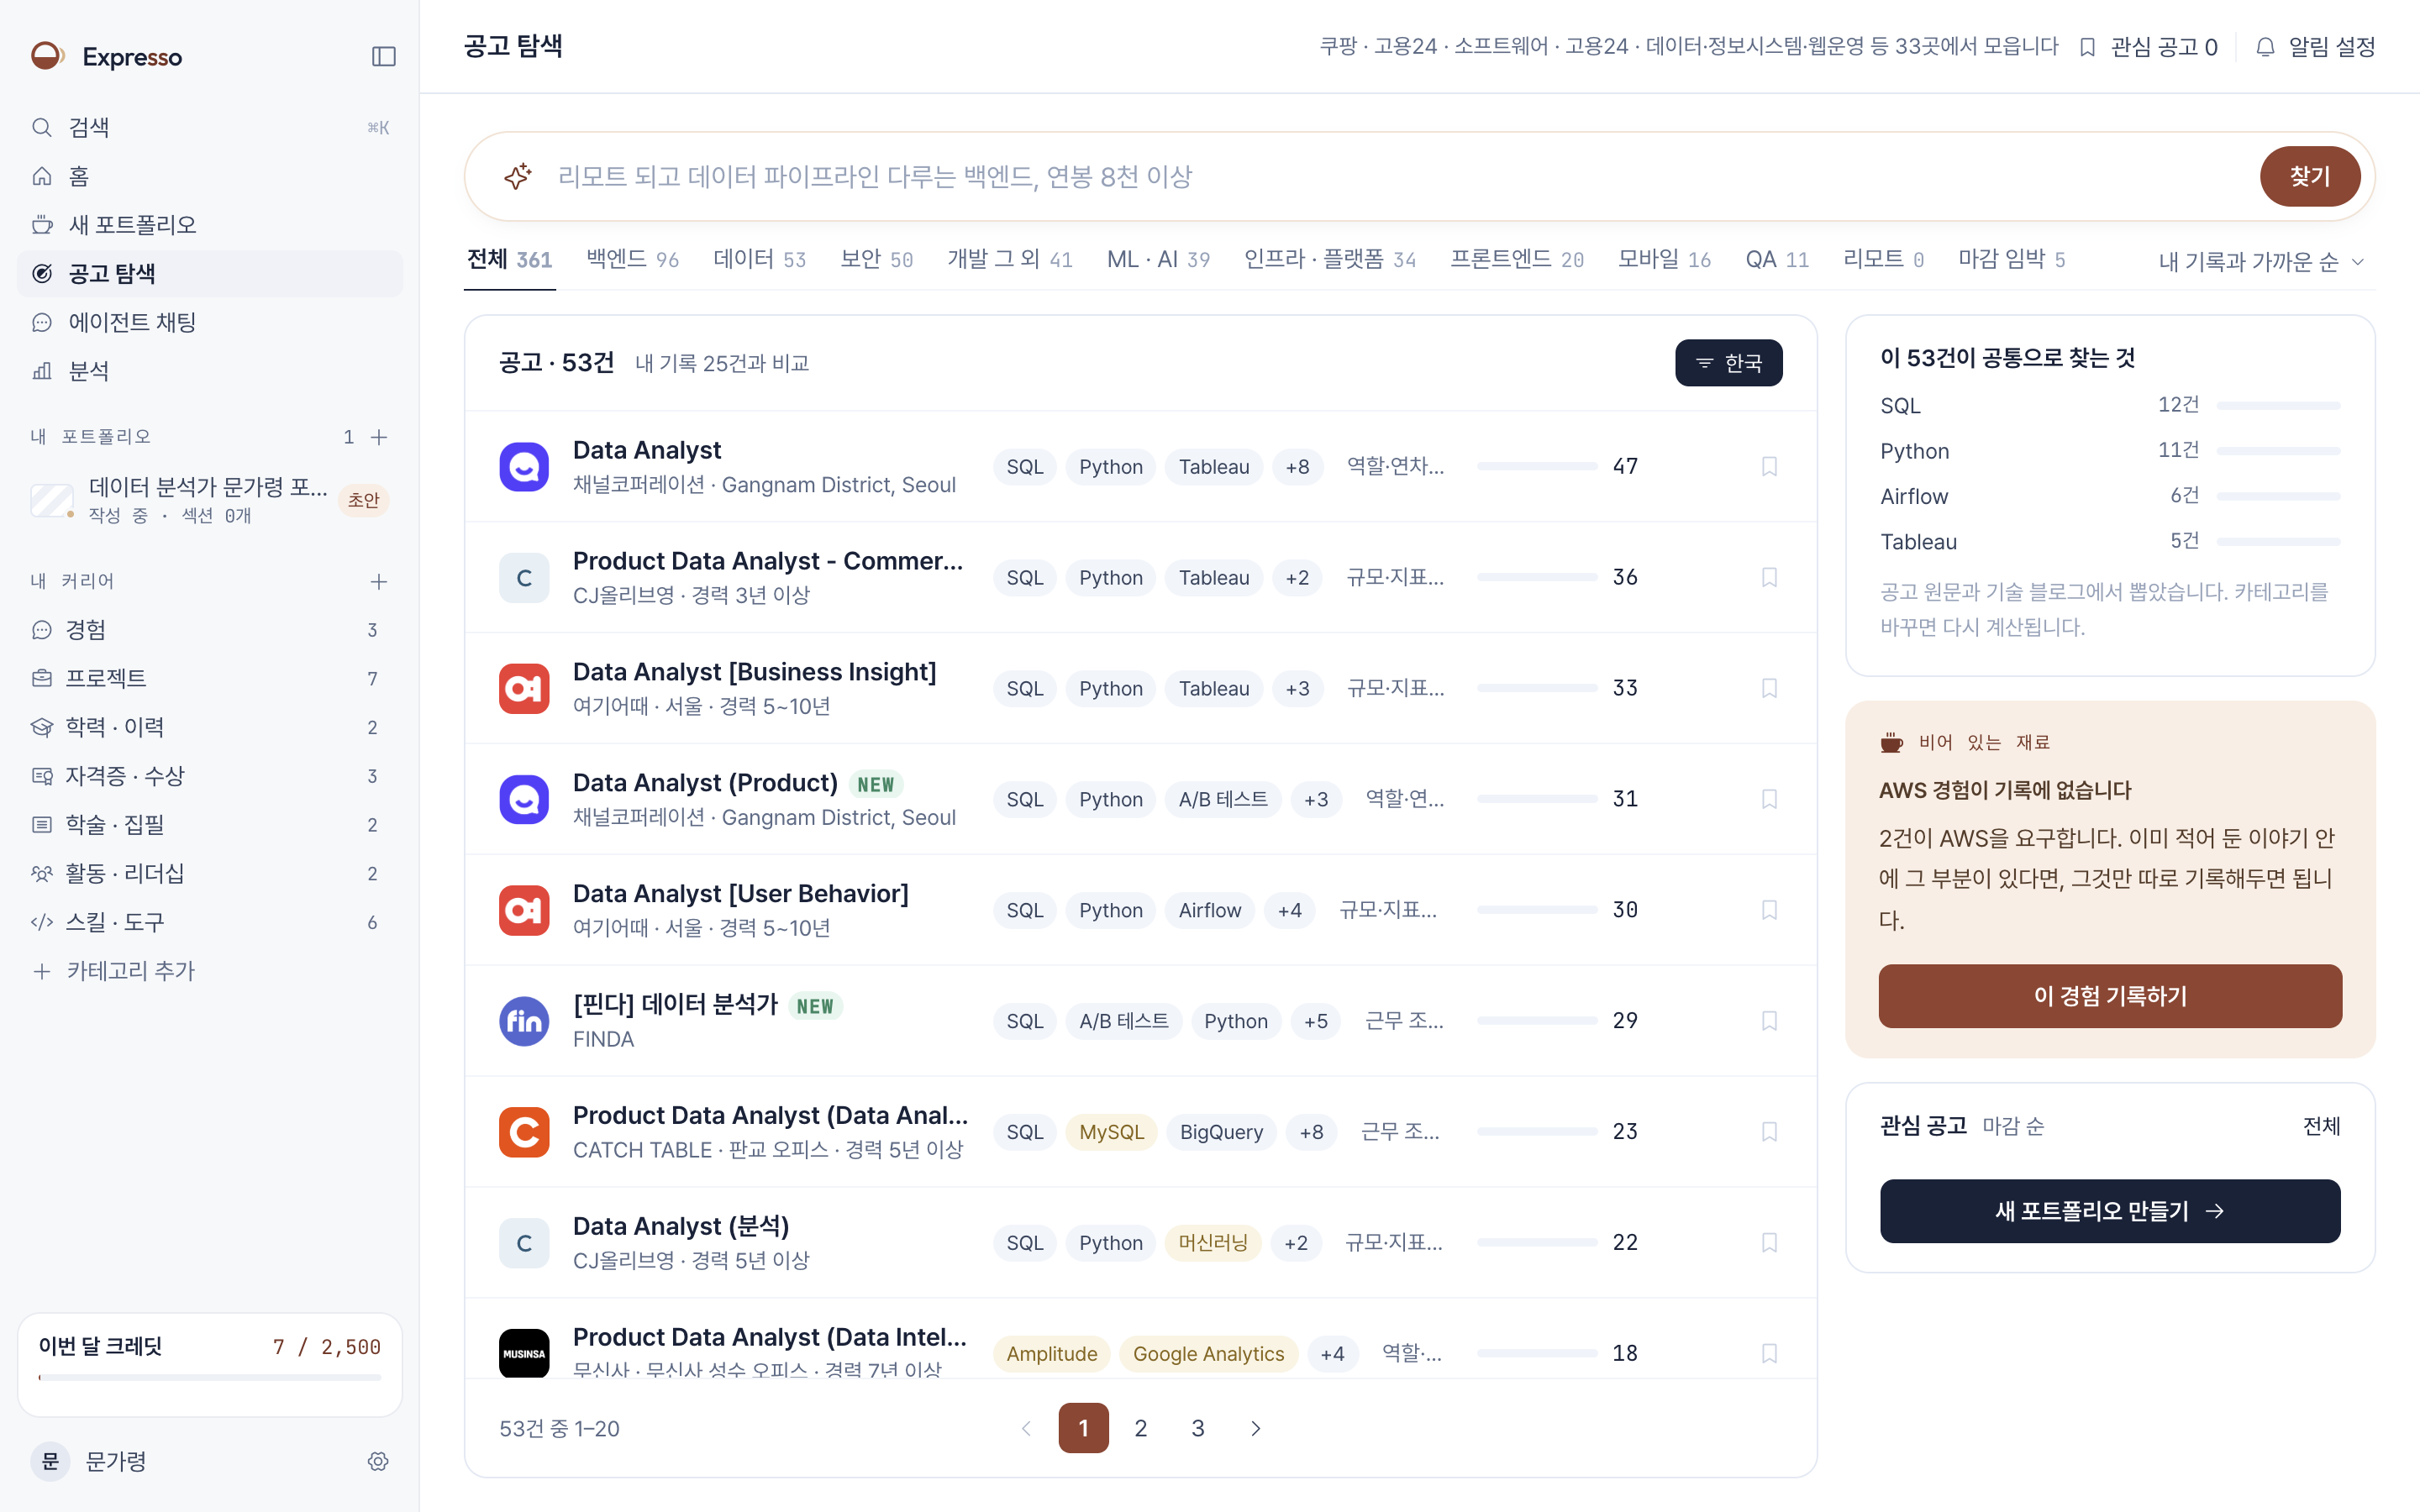 Expresso
검색 ⌘K
홈
새 포트폴리오
공고 탐색
에이전트 채팅
분석
내 포트폴리오 1
데이터 분석가 문가령 포... 초안
작성 중 · 섹션 0개
내 커리어
경험 3
프로젝트 7
학력 · 이력 2
자격증 · 수상 3
학술 · 집필 2
활동 · 리더십 2
스킬 · 도구 6
카테고리 추가
이번 달 크레딧 7 / 2,500
문 문가령
공고 탐색
쿠팡 · 고용24 · 소프트웨어 · 고용24 · 데이터·정보시스템·웹운영 등 33곳에서 모읍니다 관심 공고 0 알림 설정
리모트 되고 데이터 파이프라인 다루는 백엔드, 연봉 8천 이상 찾기
전체 361 백엔드 96 데이터 53 보안 50 개발 그 외 41 ML · AI 39 인프라 · 플랫폼 34 프론트엔드 20 모바일 16 QA 11 리모트 0 마감 임박 5 내 기록과 가까운 순
공고 · 53건 내 기록 25건과 비교 한국
Data Analyst
채널코퍼레이션 · Gangnam District, Seoul
SQL Python Tableau +8 역할·연차... 47
C
Product Data Analyst - Commer...
CJ올리브영 · 경력 3년 이상
SQL Python Tableau +2 규모·지표... 36
Data Analyst [Business Insight]
여기어때 · 서울 · 경력 5~10년
SQL Python Tableau +3 규모·지표... 33
Data Analyst (Product) NEW
채널코퍼레이션 · Gangnam District, Seoul
SQL Python A/B 테스트 +3 역할·연... 31
Data Analyst [User Behavior]
여기어때 · 서울 · 경력 5~10년
SQL Python Airflow +4 규모·지표... 30
fin
[핀다] 데이터 분석가 NEW
FINDA
SQL A/B 테스트 Python +5 근무 조... 29
C
Product Data Analyst (Data Anal...
CATCH TABLE · 판교 오피스 · 경력 5년 이상
SQL MySQL BigQuery +8 근무 조... 23
C
Data Analyst (분석)
CJ올리브영 · 경력 5년 이상
SQL Python 머신러닝 +2 규모·지표... 22
MUSINSA
Product Data Analyst (Data Intel...
무신사 · 무신사 성수 오피스 · 경력 7년 이상
Amplitude Google Analytics +4 역할·... 18
53건 중 1–20 1 2 3
이 53건이 공통으로 찾는 것
SQL 12건
Python 11건
Airflow 6건
Tableau 5건
공고 원문과 기술 블로그에서 뽑았습니다. 카테고리를
바꾸면 다시 계산됩니다.
비어 있는 재료
AWS 경험이 기록에 없습니다
2건이 AWS을 요구합니다. 이미 적어 둔 이야기 안
에 그 부분이 있다면, 그것만 따로 기록해두면 됩니
다.
이 경험 기록하기
관심 공고 마감 순 전체
새 포트폴리오 만들기 →